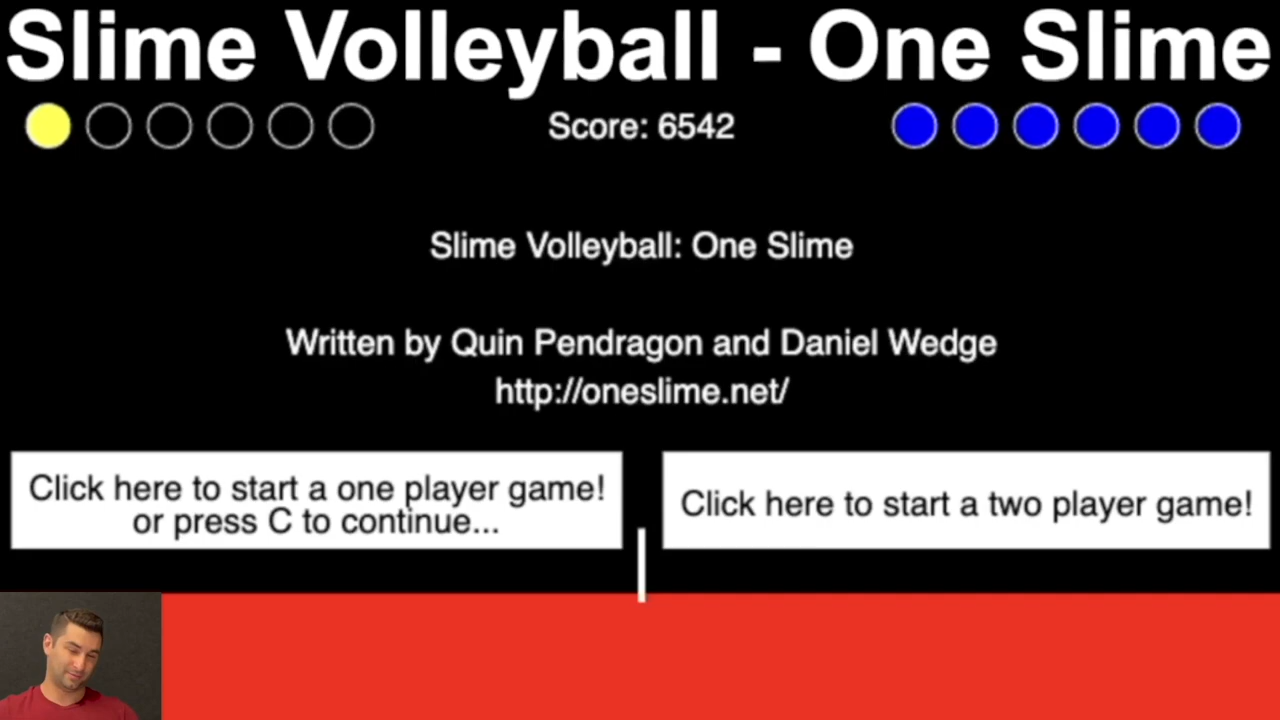 Slime Volleyball - One Slime
Score: 6542
Slime Volleyball: One Slime
Written by Quin Pendragon and Daniel Wedge
http://oneslime.net/
Click here to start a one player game!
or press C to continue...
Click here to start a two player game!